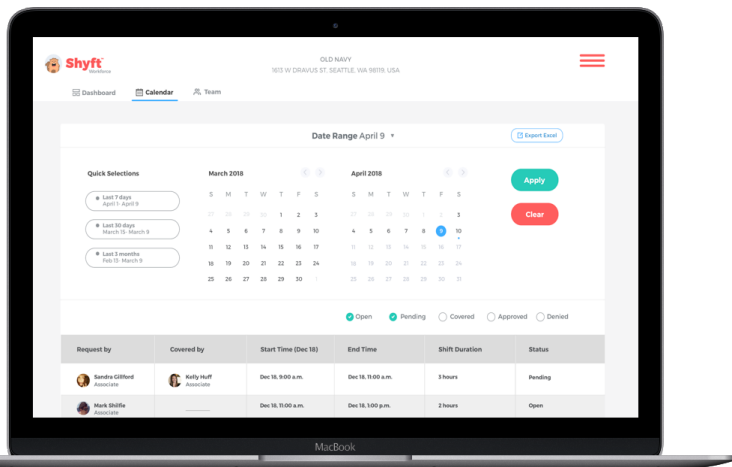 Shyft
Workforce
OLD NAVY
1613 W DRAVUS ST. SEATTLE. WA 98119. USA
Dashboard Calendar Team
Date Range April 9
Export Excel
Quick Selections
Last 7 days
April 1- April 9
Last 30 days
March 15- March 9
Last 3 months
Feb 13- March 9
March 2018
S M T W T F S
27 28 29 30 1 2 3
4 5 6 7 8 9 10
11 12 13 14 15 16 17
18 19 20 21 22 23 24
25 26 27 28 29 30 1
April 2018
S M T W T F S
27 28 29 30 1 2 3
4 5 6 7 8 9 10
11 12 13 14 15 16 17
18 19 20 21 22 23 24
25 26 27 28 29 30 31
Apply
Clear
Open Pending Covered Approved Denied
Request by Covered by Start Time (Dec 18) End Time Shift Duration Status
Sandra Gillford Kelly Huff Dec 18, 9:00 a.m. Dec 18, 11:00 a.m. 3 hours Pending
Associate Associate
Mark Shilfie Dec 18, 11:00 a.m. Dec 18, 1:00 p.m. 2 hours Open
Associate
MacBook